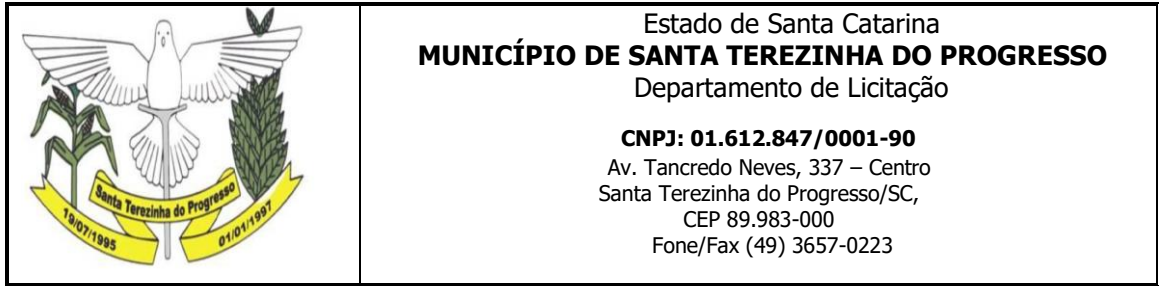 Santa Terezinha do Progresso
19/07/1995
01/01/1997
Estado de Santa Catarina
MUNICÍPIO DE SANTA TEREZINHA DO PROGRESSO
Departamento de Licitação
CNPJ: 01.612.847/0001-90
Av. Tancredo Neves, 337 – Centro
Santa Terezinha do Progresso/SC,
CEP 89.983-000
Fone/Fax (49) 3657-0223